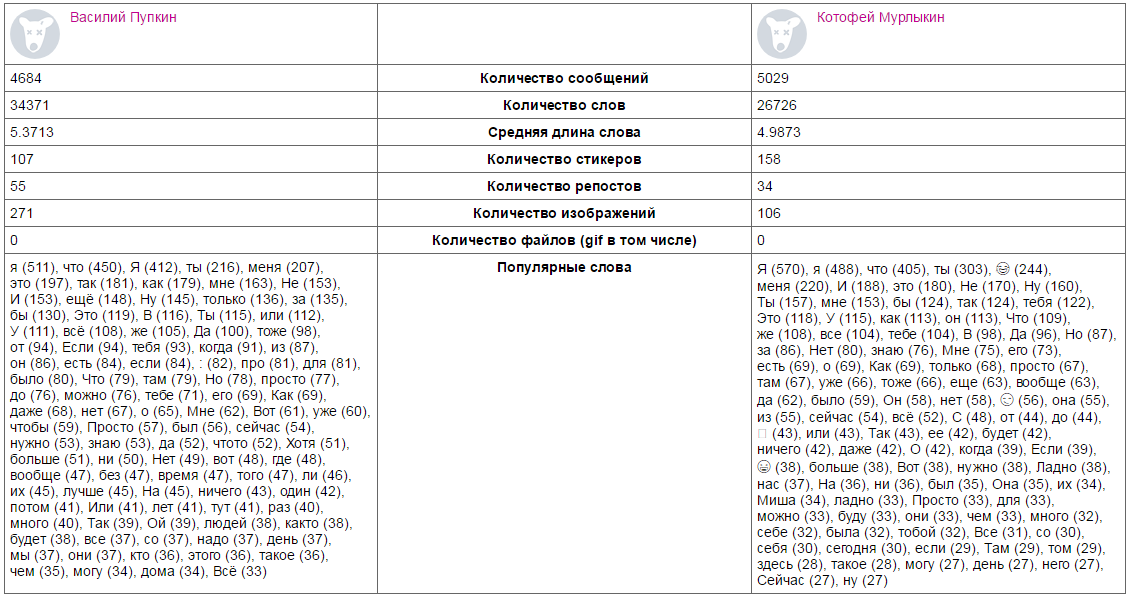 Василий Пупкин
Котофей Мурлыкин
4684 Количество сообщений 5029
34371 Количество слов 26726
5.3713 Средняя длина слова 4.9873
107 Количество стикеров 158
55 Количество репостов 34
271 Количество изображений 106
0 Количество файлов (gif в том числе) 0
Популярные слова
я (511), что (450), Я (412), ты (216), меня (207),
это (197), так (181), как (179), мне (163), Не (153),
И (153), ещё (148), Ну (145), только (136), за (135),
бы (130), Это (119), В (116), Ты (115), или (112),
У (111), всё (108), же (105), Да (100), тоже (98),
от (94), Если (94), тебя (93), когда (91), из (87),
он (86), есть (84), если (84), : (82), про (81), для (81),
было (80), Что (79), там (79), Но (78), просто (77),
до (76), можно (76), тебе (71), его (69), Как (69),
даже (68), нет (67), о (65), Мне (62), Вот (61), уже (60),
чтобы (59), Просто (57), был (56), сейчас (54),
нужно (53), знаю (53), да (52), чтото (52), Хотя (51),
больше (51), ни (50), Нет (49), вот (48), где (48),
вообще (47), без (47), время (47), того (47), ли (46),
их (45), лучше (45), На (45), ничего (43), один (42),
потом (41), Или (41), лет (41), тут (41), раз (40),
много (40), Так (39), Ой (39), людей (38), както (38),
будет (38), все (37), со (37), надо (37), день (37),
мы (37), они (37), кто (36), этого (36), такое (36),
чем (35), могу (34), дома (34), Всё (33)
Я (570), я (488), что (405), ты (303), 😄 (244),
меня (220), И (188), это (180), Не (170), Ну (160),
Ты (157), мне (153), бы (124), так (124), тебя (122),
Это (118), У (115), как (113), он (113), Что (109),
же (108), все (104), тебе (104), В (98), Да (96), Но (87),
за (86), Нет (80), знаю (76), Мне (75), его (73),
есть (69), о (69), Как (69), только (68), просто (67),
там (67), уже (66), тоже (66), еще (63), вообще (63),
да (62), было (59), Он (58), нет (58), 😏 (56), она (55),
из (55), сейчас (54), всё (52), С (48), от (44), до (44),
(43), или (43), Так (43), ее (42), будет (42),
ничего (42), даже (42), О (42), когда (39), Если (39),
😃 (38), больше (38), Вот (38), нужно (38), Ладно (38),
нас (37), На (36), ни (36), был (35), Она (35), их (34),
Миша (34), ладно (33), Просто (33), для (33),
можно (33), буду (33), они (33), чем (33), много (32),
себе (32), была (32), тобой (32), Все (31), со (30),
себя (30), сегодня (30), если (29), Там (29), том (29),
здесь (28), такое (28), могу (27), день (27), него (27),
Сейчас (27), ну (27)